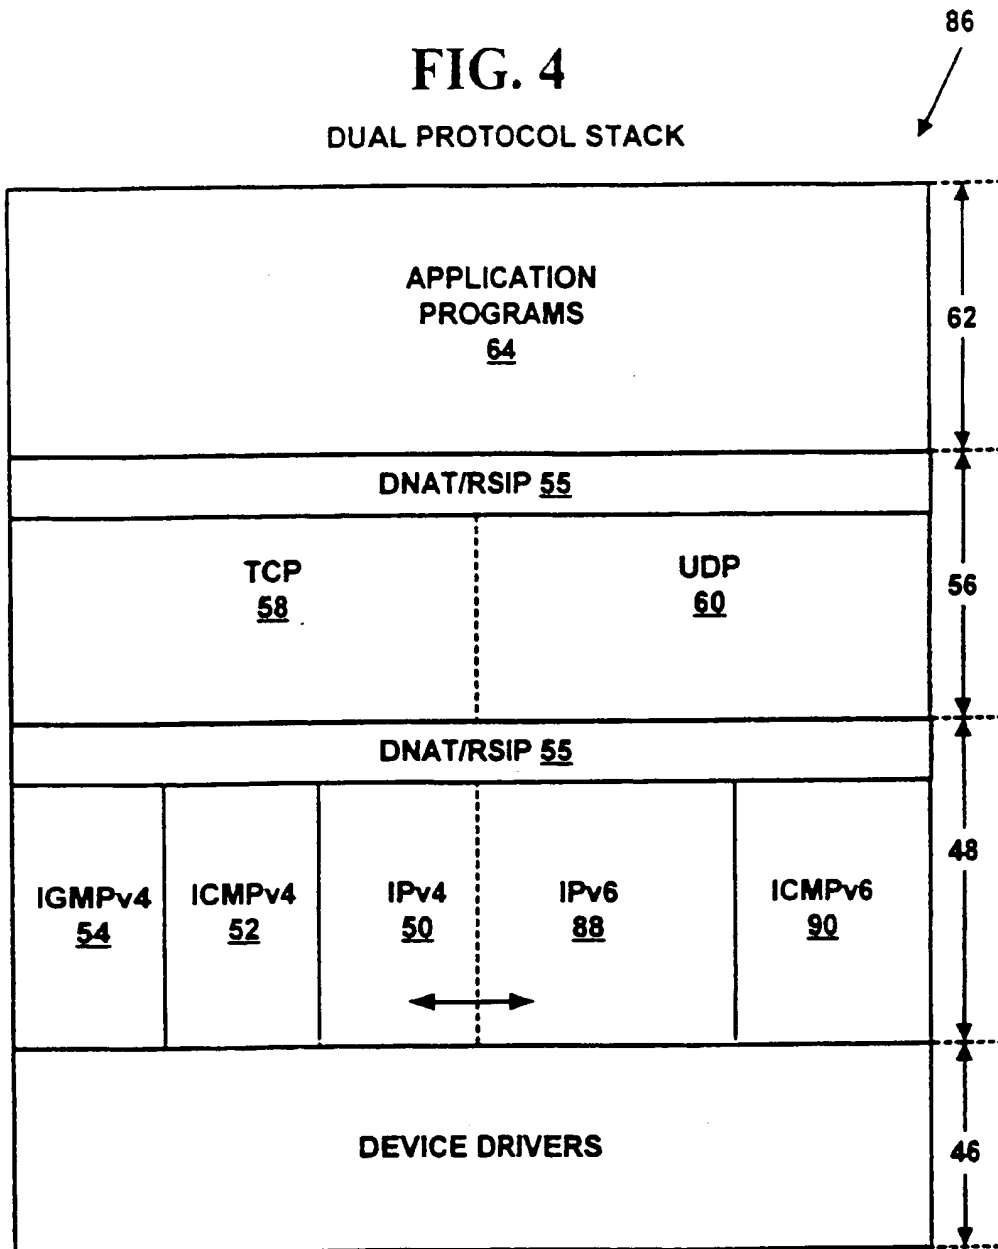 86
FIG. 4
DUAL PROTOCOL STACK
APPLICATION
PROGRAMS
64
62
DNAT/RSIP 55
TCP
58
UDP
60
56
DNAT/RSIP 55
48
IGMPv4
54
ICMPv4
52
IPv4
50
IPv6
88
ICMPv6
90
DEVICE DRIVERS
46